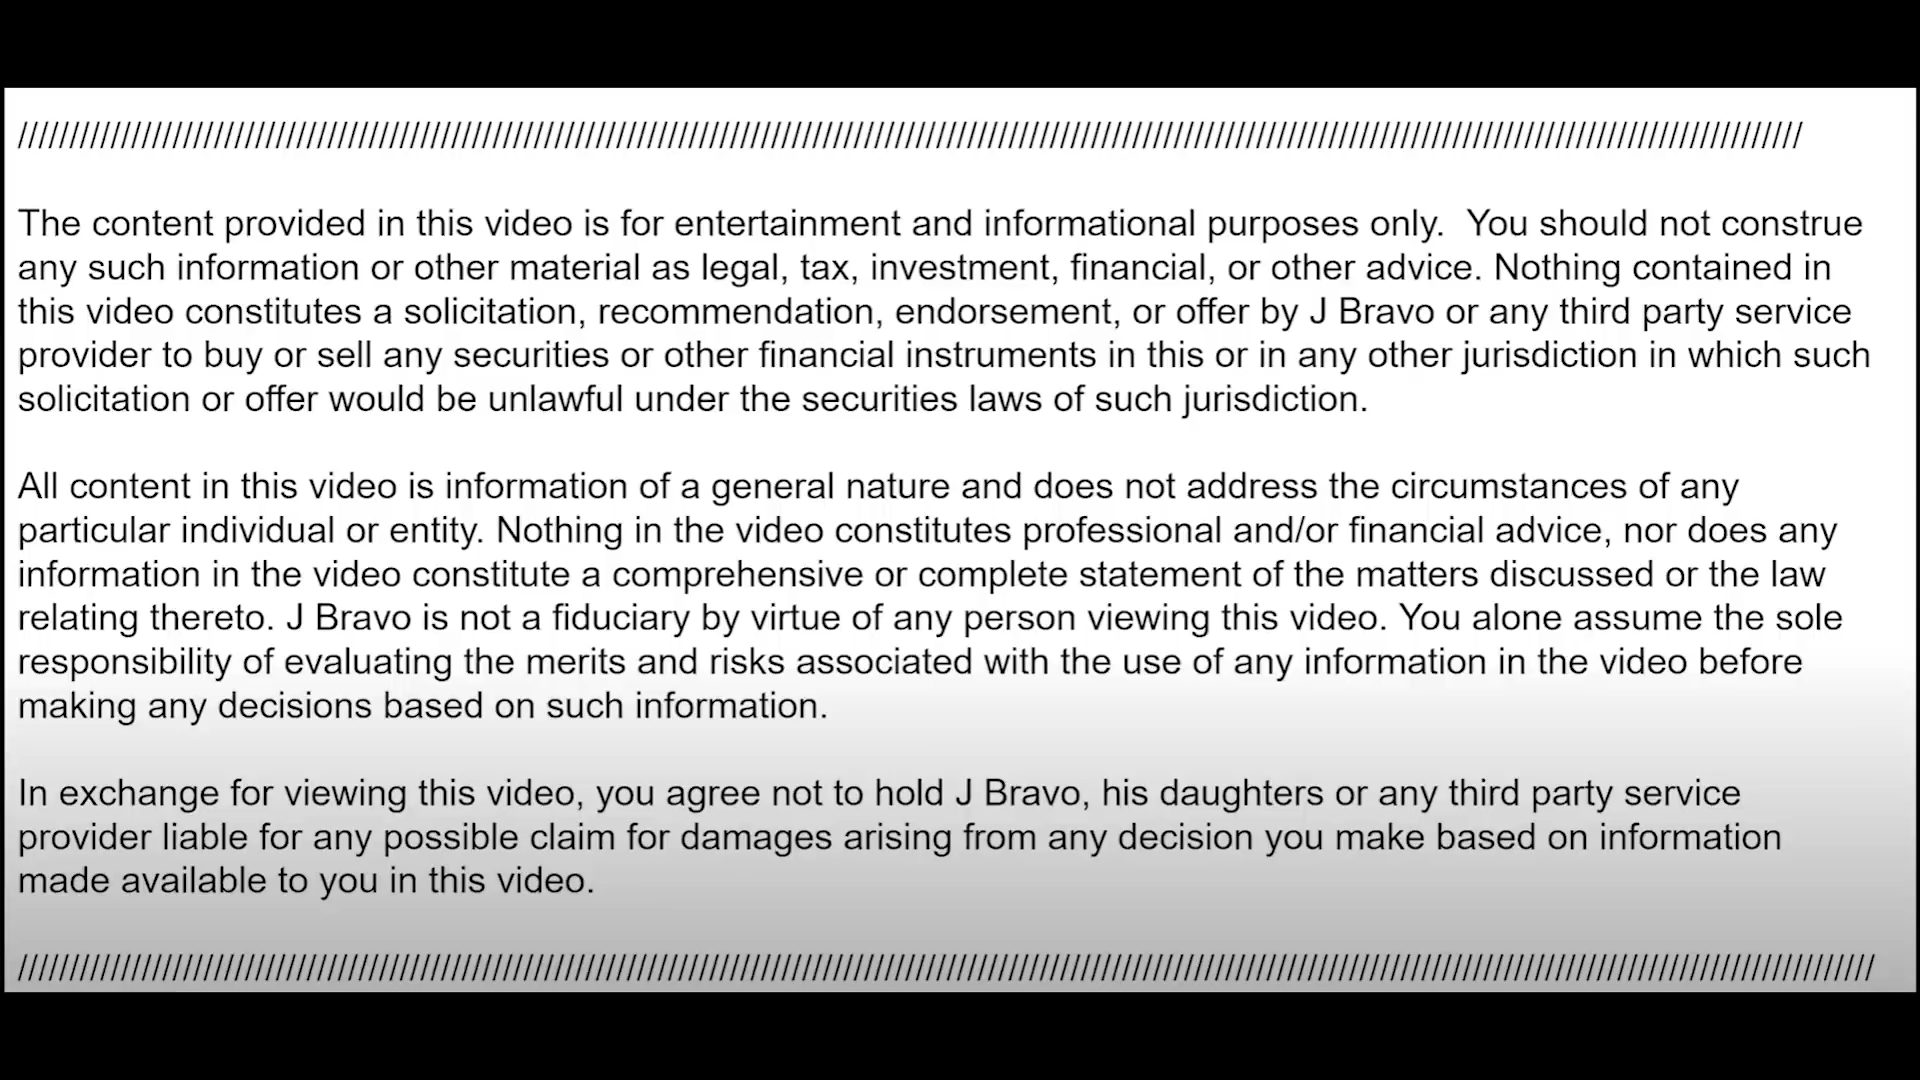 ////////////////////////////////////////////////////////////////////////////////////////////////////////////////////////////////////////////////////////////////////////////
The content provided in this video is for entertainment and informational purposes only.  You should not construe
any such information or other material as legal, tax, investment, financial, or other advice. Nothing contained in
this video constitutes a solicitation, recommendation, endorsement, or offer by J Bravo or any third party service
provider to buy or sell any securities or other financial instruments in this or in any other jurisdiction in which such
solicitation or offer would be unlawful under the securities laws of such jurisdiction.
All content in this video is information of a general nature and does not address the circumstances of any
particular individual or entity. Nothing in the video constitutes professional and/or financial advice, nor does any
information in the video constitute a comprehensive or complete statement of the matters discussed or the law
relating thereto. J Bravo is not a fiduciary by virtue of any person viewing this video. You alone assume the sole
responsibility of evaluating the merits and risks associated with the use of any information in the video before
making any decisions based on such information.
In exchange for viewing this video, you agree not to hold J Bravo, his daughters or any third party service
provider liable for any possible claim for damages arising from any decision you make based on information
made available to you in this video.
///////////////////////////////////////////////////////////////////////////////////////////////////////////////////////////////////////////////////////////////////////////////////